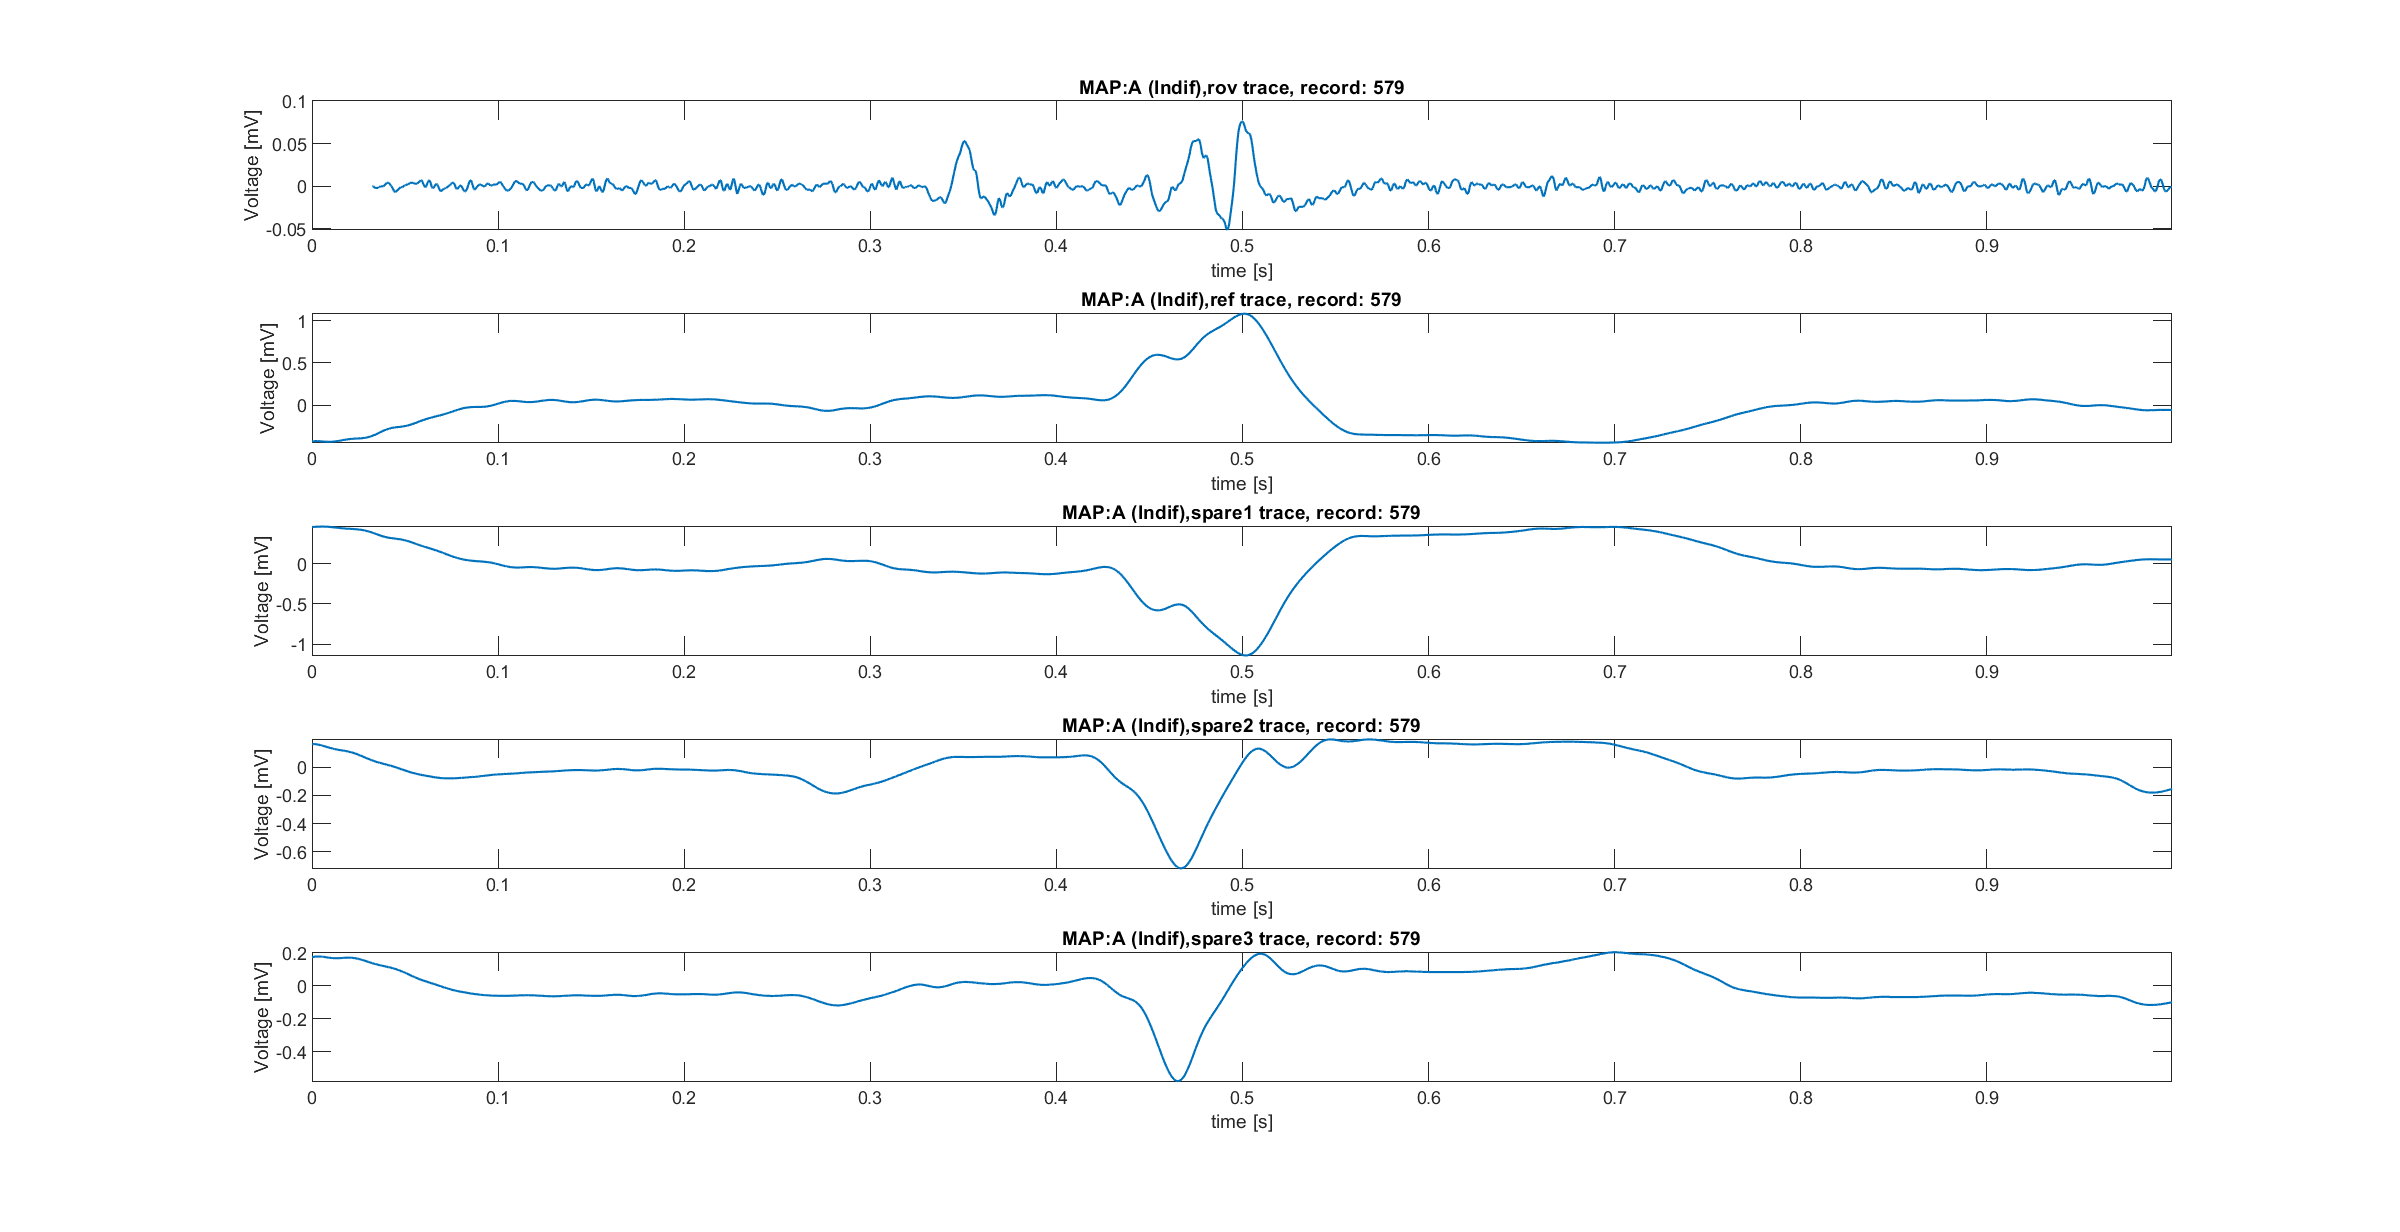 MAP:A (Indif),rov trace, record: 579
Voltage [mV]
0.1
0.05
0
-0.05
0 0.1 0.2 0.3 0.4 0.5 0.6 0.7 0.8 0.9
time [s]
MAP:A (Indif),ref trace, record: 579
Voltage [mV]
1
0.5
0
0 0.1 0.2 0.3 0.4 0.5 0.6 0.7 0.8 0.9
time [s]
MAP:A (Indif),spare1 trace, record: 579
Voltage [mV]
0
-0.5
-1
0 0.1 0.2 0.3 0.4 0.5 0.6 0.7 0.8 0.9
time [s]
MAP:A (Indif),spare2 trace, record: 579
Voltage [mV]
0
-0.2
-0.4
-0.6
0 0.1 0.2 0.3 0.4 0.5 0.6 0.7 0.8 0.9
time [s]
MAP:A (Indif),spare3 trace, record: 579
Voltage [mV]
0.2
0
-0.2
-0.4
0 0.1 0.2 0.3 0.4 0.5 0.6 0.7 0.8 0.9
time [s]